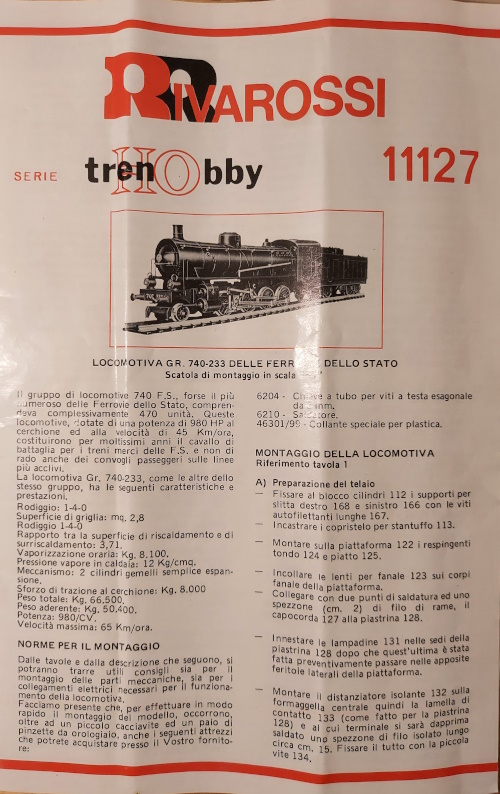 RIVAROSSI
SERIE trenHObby 11127
LOCOMOTIVA GR. 740-233 DELLE DELLO STATO
Scatola di montaggio in scala
Il gruppo di locomotive 740 F.S., forse il più
numeroso delle Ferrovie dello Stato, compren-
deva complessivamente 470 unità. Queste
locomotive, dotate di una potenza di 980 HP al
cerchione ed alla velocità di 45 Km/ora,
costituirono per moltissimi anni il cavallo di
battaglia per i treni merci delle F.S. e non di
rado anche dei convogli passeggeri sulle linee
più acclivi.
La locomotiva Gr, 740-233, come le altre dello
stesso gruppo, ha le seguenti caratteristiche e
prestazioni.
Rodiggio: 1-4-0
Superficie di griglia: mq. 2,8
Rodiggio 1-4-0
Rapporto tra la superficie di riscaldamento e di
surriscaldamento: 3,71.
Vaporizzazione oraria: Kg. 8.100.
Pressione vapore in caldaia: 12 Kg/cmq.
Meccanismo: 2 cilindri gemelli semplice espan-
sione.
Sforzo di trazione al cerchione: Kg. 8.000
Peso totale: Kg. 66.500.
Peso aderente: Kg. 50.400.
Potenza: 980/CV.
Velocità massima: 65 Km/ora.
NORME PER IL MONTAGGIO
Dalle tavole e dalla descrizione che seguono, si
potranno trarre utili consigli sia per il
montaggio delle parti meccaniche, sia per i
collegamenti elettrici necessari per il funziona-
mento della locomotiva.
Facciamo presente che, per effettuare in modo
rapido il montaggio del modello, occorrono,
oltre ad un piccolo cacciavite ed un paio di
pinzette da orologiaio, anche i seguenti attrezzi
che potrete acquistare presso il Vostro fornito-
re:
6204 - a tubo per viti a testa esagonale
6210 -
46301/99 - Collante speciale per plastica.
MONTAGGIO DELLA LOCOMOTIVA
Riferimento tavola 1
A) Preparazione del telaio
— Fissare al blocco cilindri 112 i supporti per
slitta destro 168 e sinistro 166 con le viti
autofilettanti lunghe 167.
— Incastrare i copristelo per stantuffo 113.
— Montare sulla piattaforma 122 i respingenti
tondo 124 e piatto 125.
— Incollare le lenti per fanale 123 sui corpi
fanale della piattaforma.
— Collegare con due punti di saldatura ed uno
spezzone (cm. 2) di filo di rame, il
capocorda 127 alla piastrina 128.
— Innestare le lampadine 131 nelle sedi della
piastrina 128 dopo che quest'ultima è stata
fatta preventivamente passare nelle apposite
feritoie laterali della piattaforma.
— Montare il distanziatore isolante 132 sulla
formaggella centrale quindi la lamella di
contatto 133 (come fatto per la piastrina
128) e al cui terminale si sarà dapprima
saldato uno spezzone di filo isolato lungo
circa cm. 15. Fissare il tutto con la piccola
vite 134.